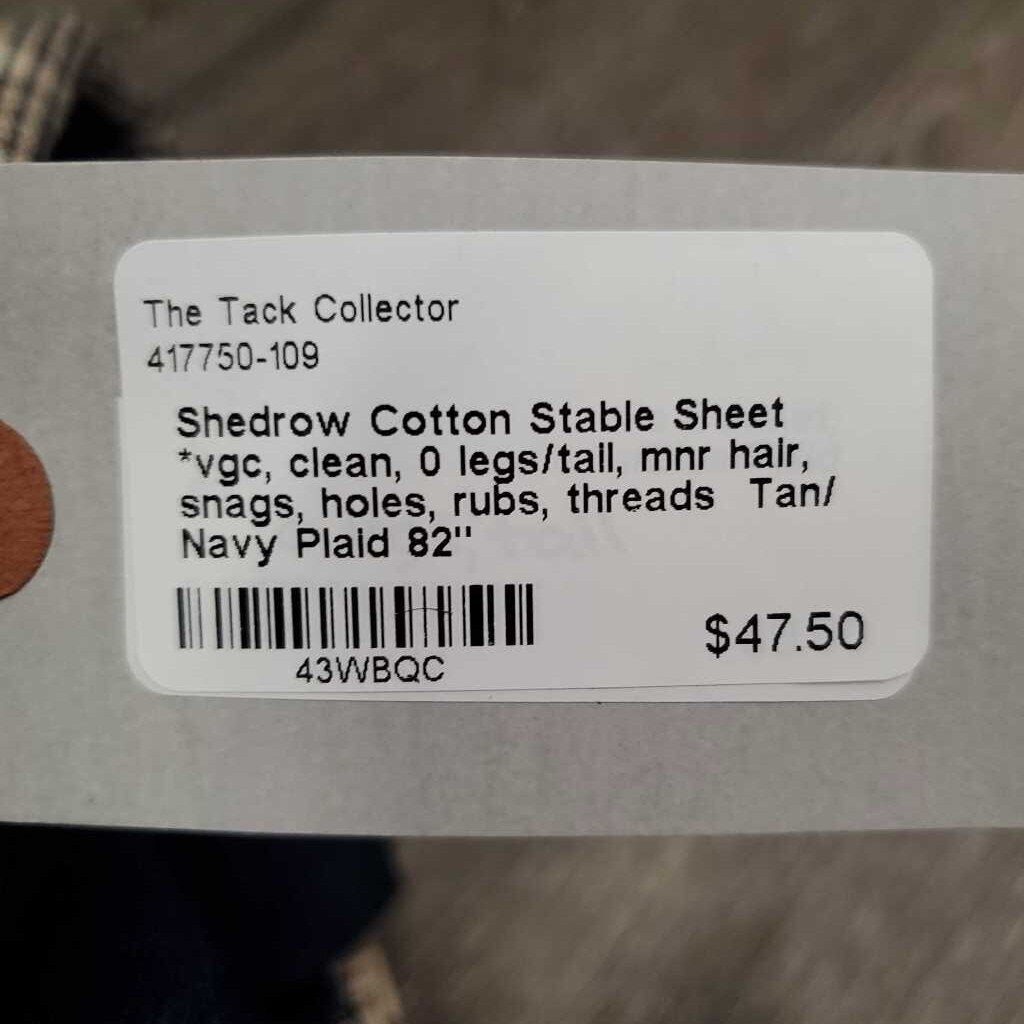 The Tack Collector
417750-109
Shedrow Cotton Stable Sheet
*vgc, clean, 0 legs/tail, mnr hair,
snags, holes, rubs, threads Tan/
Navy Plaid 82"
43WBQC
$47.50